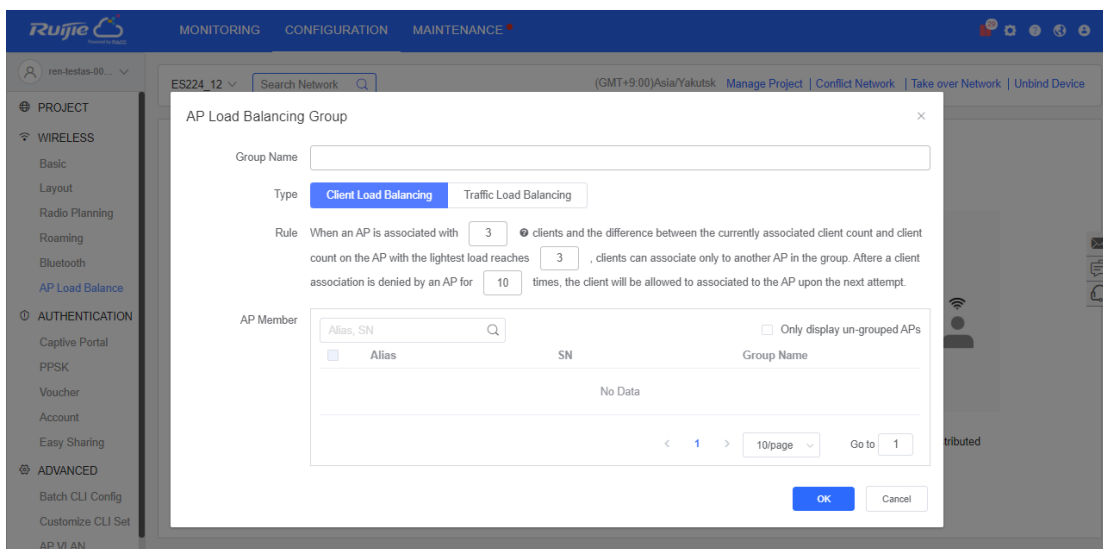 Ruijie
MONITORING CONFIGURATION MAINTENANCE
29
ren-testas-00...
ES224_12 Search Network (GMT+9:00)Asia/Yakutsk Manage Project | Conflict Network | Take over Network | Unbind Device
PROJECT
WIRELESS
Basic
Layout
Radio Planning
Roaming
Bluetooth
AP Load Balance
AUTHENTICATION
Captive Portal
PPSK
Voucher
Account
Easy Sharing
ADVANCED
Batch CLI Config
Customize CLI Set
AP VLAN
AP Load Balancing Group
Group Name
Type Client Load Balancing Traffic Load Balancing
Rule When an AP is associated with 3 clients and the difference between the currently associated client count and client
count on the AP with the lightest load reaches 3 , clients can associate only to another AP in the group. Aftere a client
association is denied by an AP for 10 times, the client will be allowed to associated to the AP upon the next attempt.
AP Member Alias, SN Only display un-grouped APs
Alias SN Group Name
No Data
< 1 > 10/page Go to 1
tributed
OK Cancel